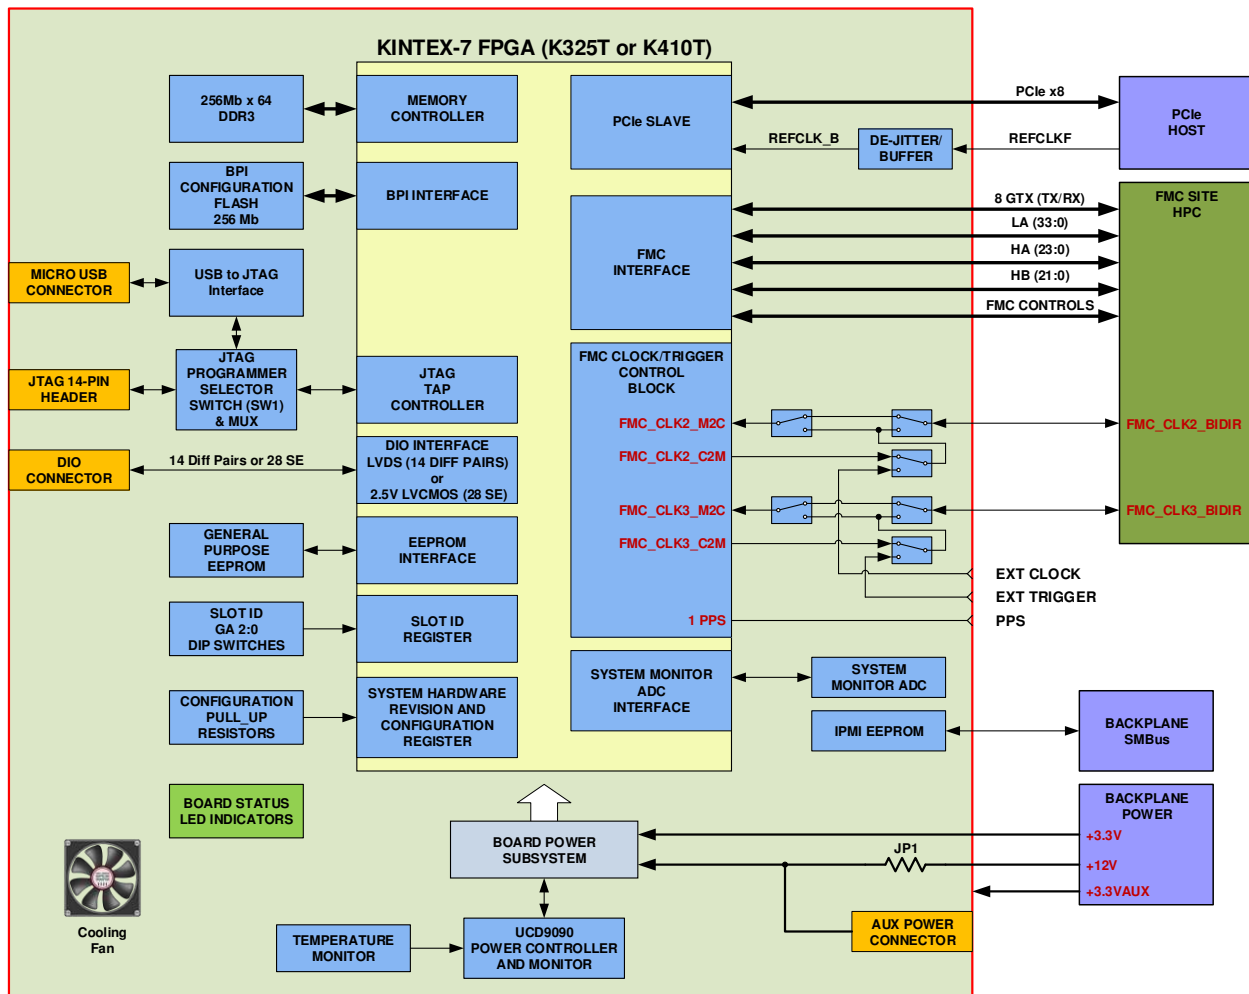 KINTEX-7 FPGA (K325T or K410T)
256Mb x 64
DDR3
MEMORY
CONTROLLER
BPI
CONFIGURATION
FLASH
256 Mb
BPI INTERFACE
MICRO USB
CONNECTOR
USB to JTAG
Interface
JTAG 14-PIN
HEADER
JTAG
PROGRAMMER
SELECTOR
SWITCH (SW1)
& MUX
JTAG
TAP
CONTROLLER
DIO
CONNECTOR
14 Diff Pairs or 28 SE
DIO INTERFACE
LVDS (14 DIFF PAIRS)
or
2.5V LVCMOS (28 SE)
GENERAL
PURPOSE
EEPROM
EEPROM
INTERFACE
SLOT ID
GA 2:0
DIP SWITCHES
SLOT ID
REGISTER
CONFIGURATION
PULL_UP
RESISTORS
SYSTEM HARDWARE
REVISION AND
CONFIGURATION
REGISTER
BOARD STATUS
LED INDICATORS
Cooling
Fan
PCIe SLAVE
PCIe x8
REFCLK_B
DE-JITTER/
BUFFER
REFCLKF
PCIe
HOST
FMC
INTERFACE
8 GTX (TX/RX)
LA (33:0)
HA (23:0)
HB (21:0)
FMC CONTROLS
FMC SITE
HPC
FMC CLOCK/TRIGGER
CONTROL
BLOCK
FMC_CLK2_M2C
FMC_CLK2_C2M
FMC_CLK3_M2C
FMC_CLK3_C2M
1 PPS
FMC_CLK2_BIDIR
FMC_CLK3_BIDIR
EXT CLOCK
EXT TRIGGER
PPS
SYSTEM MONITOR
ADC
INTERFACE
SYSTEM
MONITOR ADC
IPMI EEPROM
BACKPLANE
SMBus
BACKPLANE
POWER
+3.3V
+12V
+3.3VAUX
JP1
BOARD POWER
SUBSYSTEM
AUX POWER
CONNECTOR
TEMPERATURE
MONITOR
UCD9090
POWER CONTROLLER
AND MONITOR